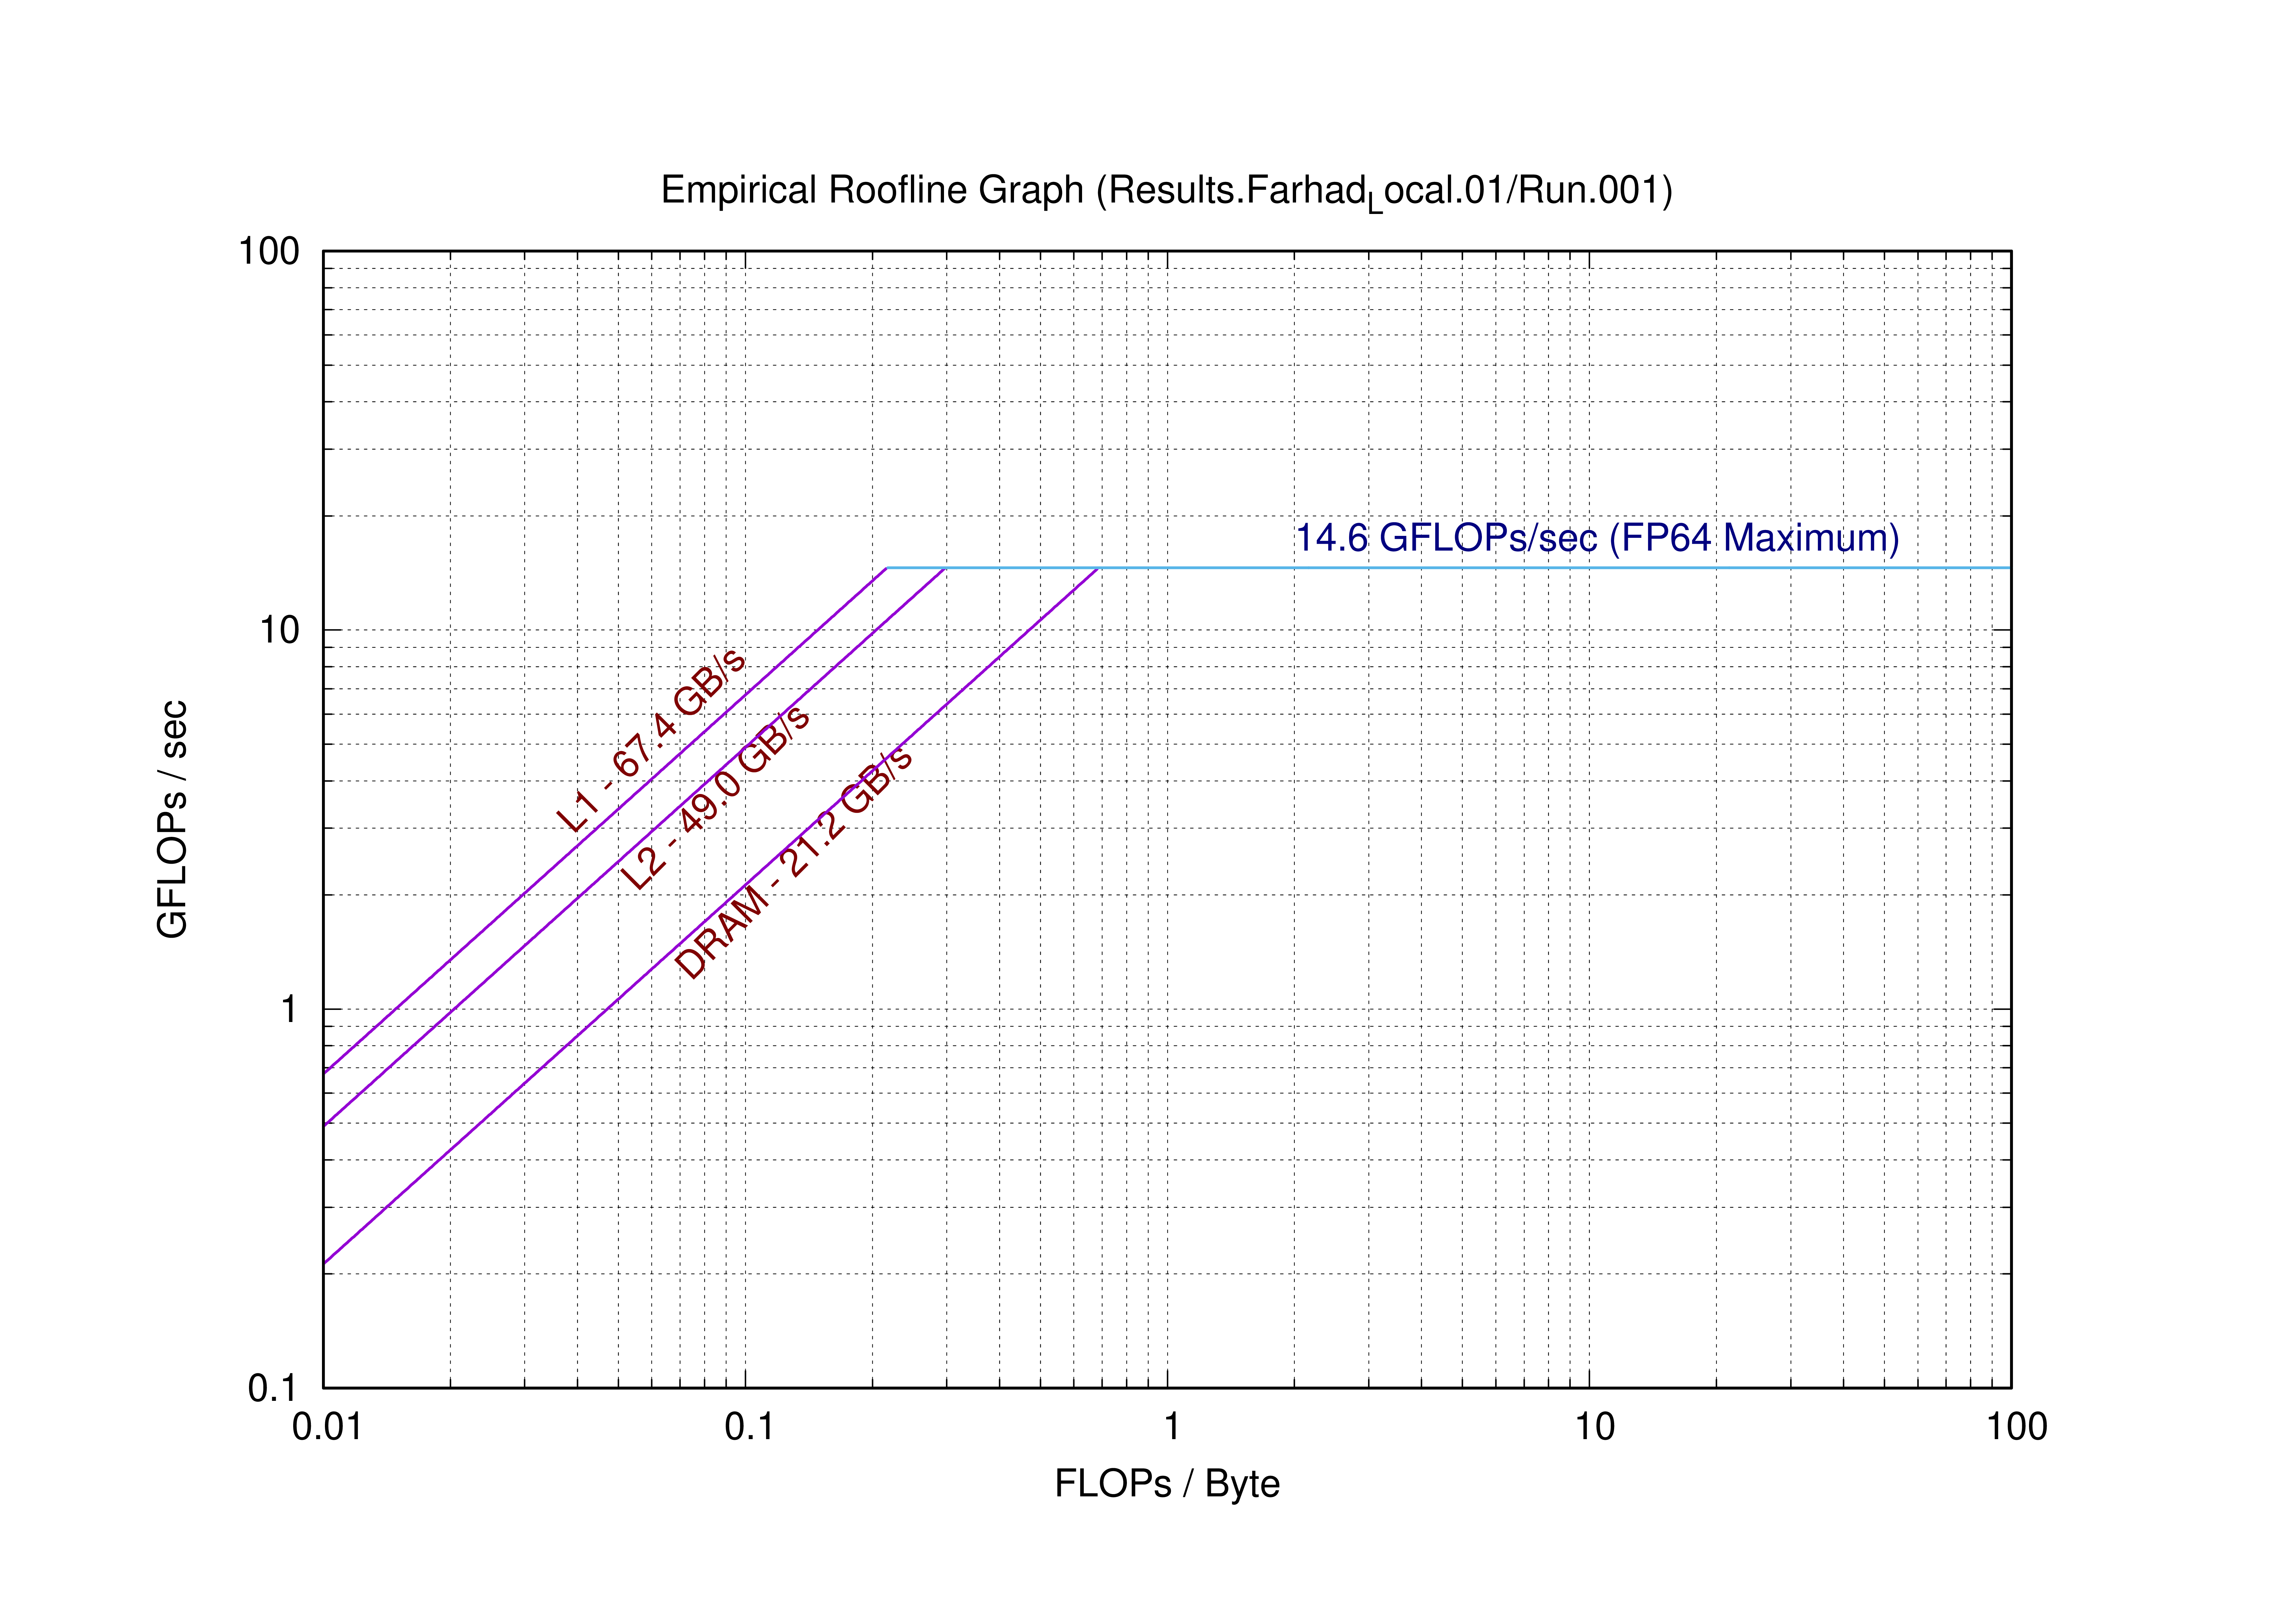 Empirical Roofline Graph (Results.Farhad_Local.01/Run.001)
100
10
1
0.1
GFLOPs / sec
14.6 GFLOPs/sec (FP64 Maximum)
L1 - 67.4 GB/s
L2 - 49.0 GB/s
DRAM - 21.2 GB/s
0.01
0.1
1
10
100
FLOPs / Byte